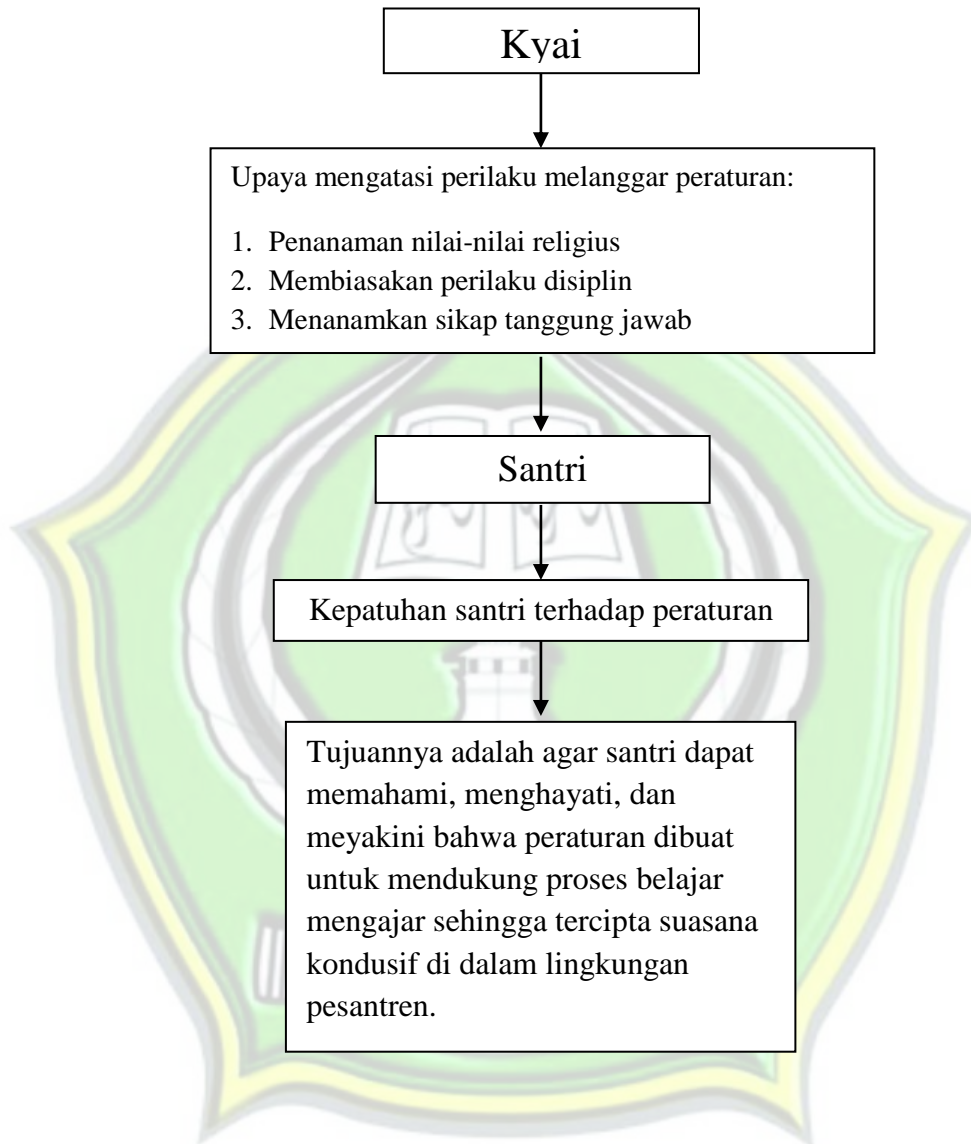 Kyai
Upaya mengatasi perilaku melanggar peraturan:
1. Penanaman nilai-nilai religius
2. Membiasakan perilaku disiplin
3. Menanamkan sikap tanggung jawab
Santri
Kepatuhan santri terhadap peraturan
Tujuannya adalah agar santri dapat
memahami, menghayati, dan
meyakini bahwa peraturan dibuat
untuk mendukung proses belajar
mengajar sehingga tercipta suasana
kondusif di dalam lingkungan
pesantren.